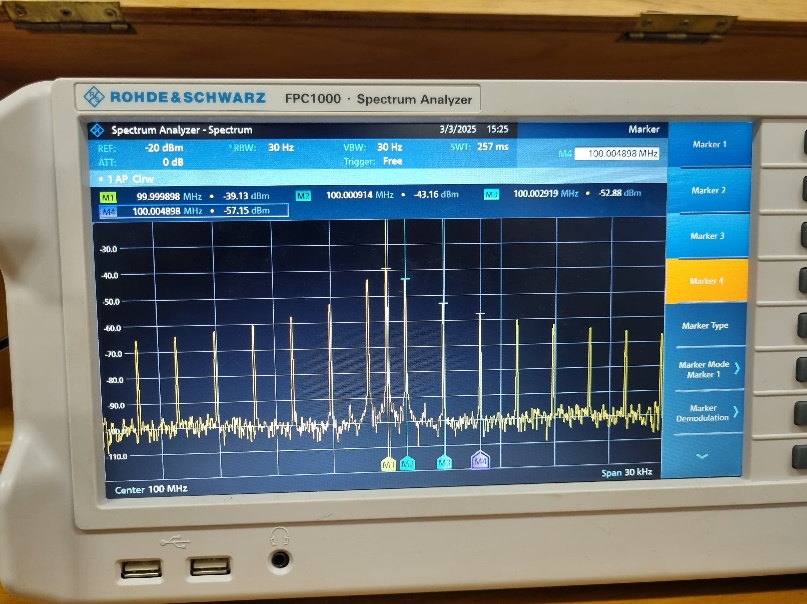 ROHDE & SCHWARZ FPC1000 · Spectrum Analyzer
Spectrum Analyzer - Spectrum 3/3/2025 15:25 Marker
REF: -20 dBm *RBW: 30 Hz VBW: 30 Hz SWT: 257 ms M4 100.004898 MHz
ATT: 0 dB Trigger: Free
• 1 AP Clrw
M1 99.999898 MHz • -39.13 dBm M2 100.000914 MHz • -43.16 dBm M3 100.002919 MHz • -52.88 dBm
M4 100.004898 MHz • -57.15 dBm
-30.0
-40.0
-50.0
-60.0
-70.0
-80.0
-90.0
-110.0
M1 M2 M3 M4
Center 100 MHz Span 30 kHz
Marker 1
Marker 2
Marker 3
Marker 4
Marker Type
Marker Mode
Marker 1
Marker
Demodulation